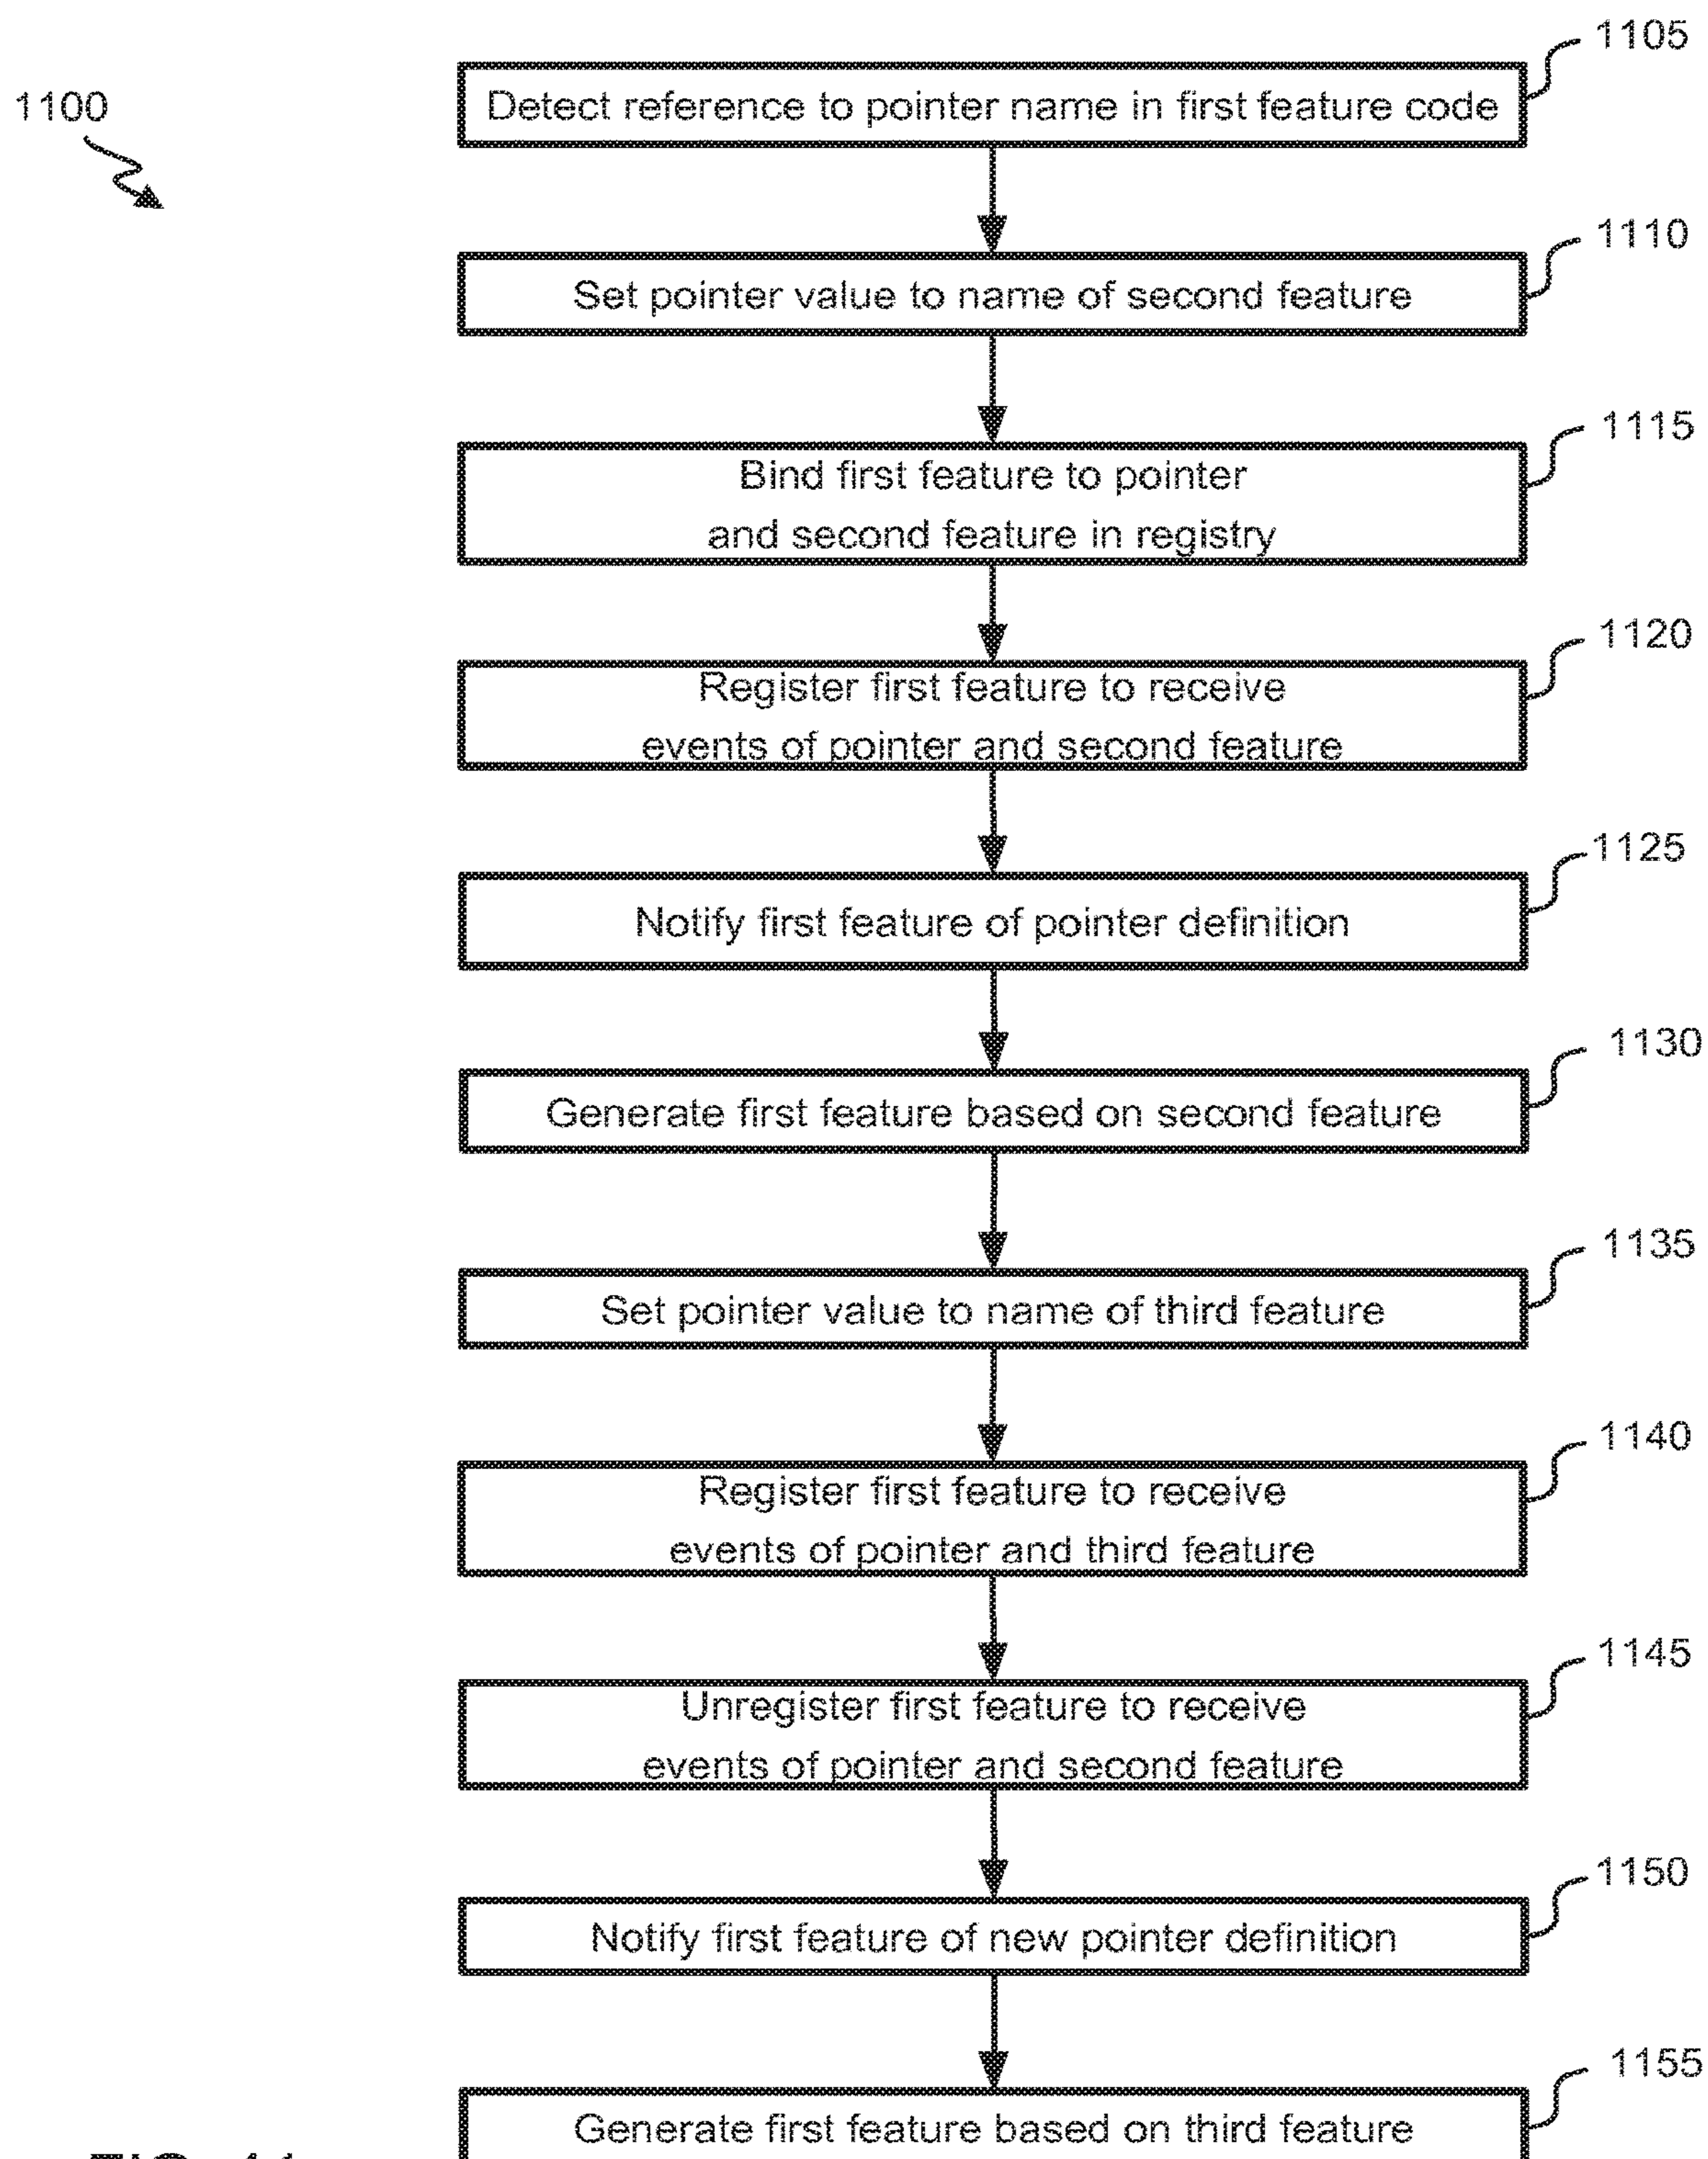 1100
Detect reference to pointer name in first feature code
1105
Set pointer value to name of second feature
1110
Bind first feature to pointer
and second feature in registry
1115
Register first feature to receive
events of pointer and second feature
1120
Notify first feature of pointer definition
1125
Generate first feature based on second feature
1130
Set pointer value to name of third feature
1135
Register first feature to receive
events of pointer and third feature
1140
Unregister first feature to receive
events of pointer and second feature
1145
Notify first feature of new pointer definition
1150
Generate first feature based on third feature
1155